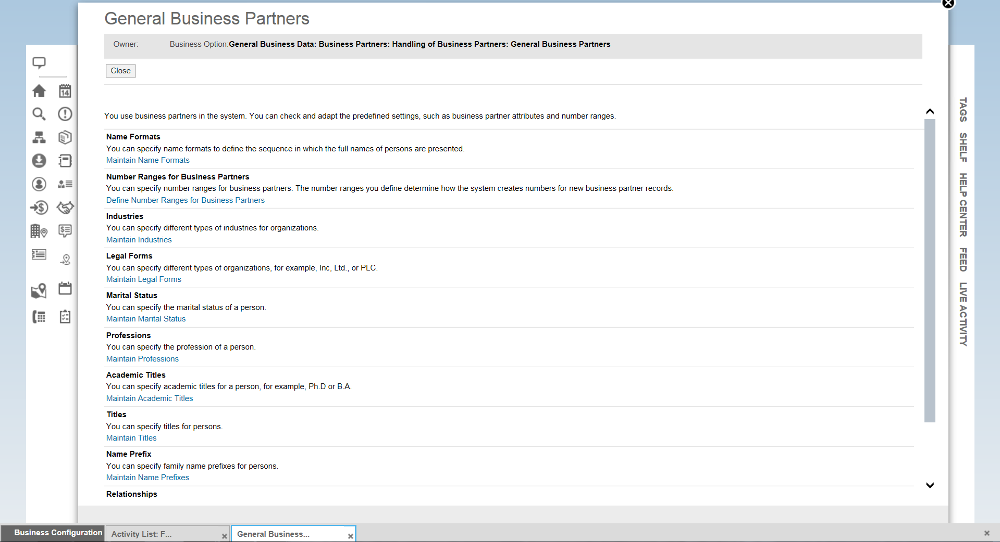 General Business Partners
Owner: Business Option:General Business Data: Business Partners: Handling of Business Partners: General Business Partners
Close
14
You use business partners in the system. You can check and adapt the predefined settings, such as business partner attributes and number ranges.
Name Formats
You can specify name formats to define the sequence in which the full names of persons are presented.
Maintain Name Formats
Number Ranges for Business Partners
You can specify number ranges for business partners. The number ranges you define determine how the system creates numbers for new business partner records.
Define Number Ranges for Business Partners
Industries
You can specify different types of industries for organizations.
Maintain Industries
Legal Forms
You can specify different types of organizations, for example, Inc, Ltd., or PLC.
Maintain Legal Forms
Marital Status
You can specify the marital status of a person.
Maintain Marital Status
Professions
You can specify the profession of a person.
Maintain Professions
Academic Titles
You can specify academic titles for a person, for example, Ph.D or B.A.
Maintain Academic Titles
Titles
You can specify titles for persons.
Maintain Titles
Name Prefix
You can specify family name prefixes for persons.
Maintain Name Prefixes
Relationships
TAGS
SHELF
HELP CENTER
FEED
LIVE ACTIVITY
Business Configuration
Activity List: F...
General Business...